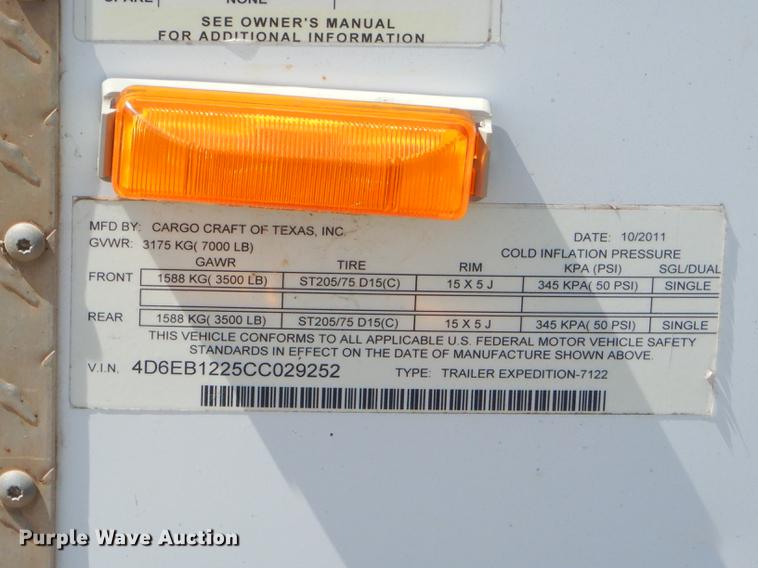 NONE
SEE OWNER'S MANUAL
FOR ADDITIONAL INFORMATION
MFD BY: CARGO CRAFT OF TEXAS, INC. DATE: 10/2011
GVWR: 3175 KG( 7000 LB) COLD INFLATION PRESSURE
GAWR TIRE RIM KPA (PSI) SGL/DUAL
FRONT 1588 KG( 3500 LB) ST205/75 D15(C) 15 X 5 J 345 KPA( 50 PSI) SINGLE
REAR 1588 KG( 3500 LB) ST205/75 D15(C) 15 X 5 J 345 KPA( 50 PSI) SINGLE
THIS VEHICLE CONFORMS TO ALL APPLICABLE U.S. FEDERAL MOTOR VEHICLE SAFETY
STANDARDS IN EFFECT ON THE DATE OF MANUFACTURE SHOWN ABOVE.
V.I.N. 4D6EB1225CC029252 TYPE: TRAILER EXPEDITION-7122
Purple Wave Auction